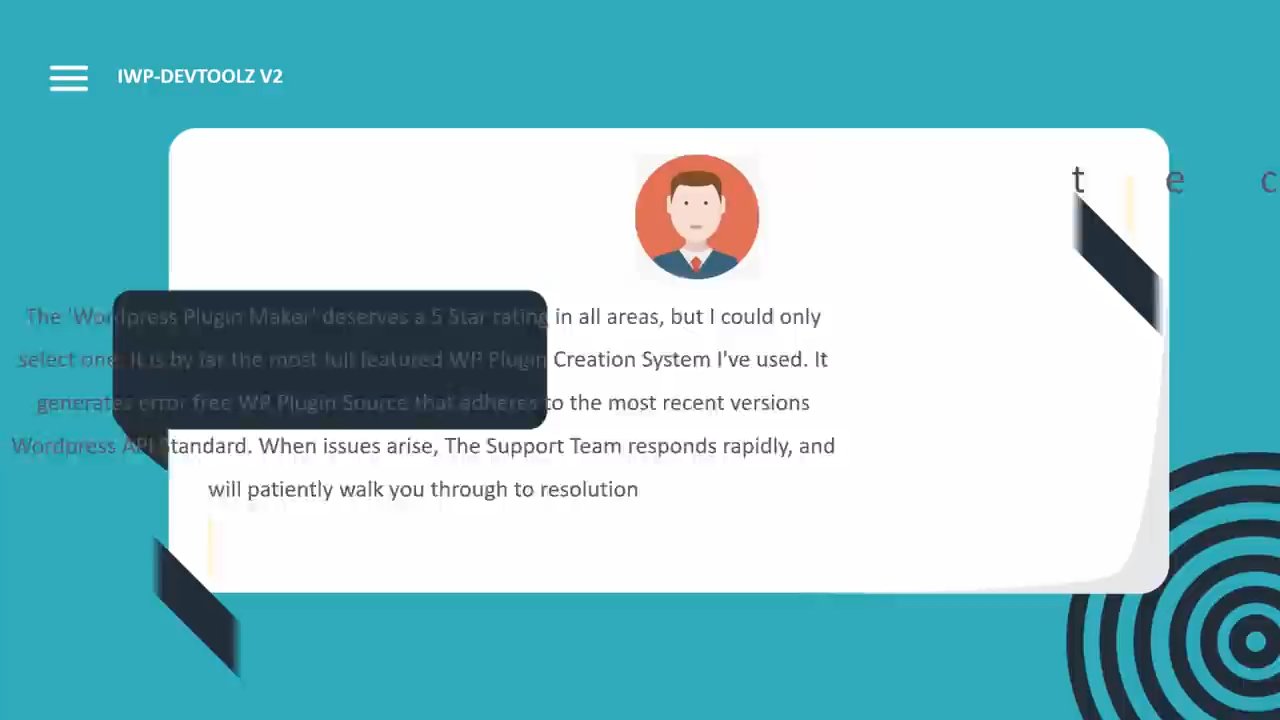 IWP-DEVTOOLZ V2
t e c
The 'Wordpress Plugin Maker' deserves a 5 Star rating in all areas, but I could only
select one. It is by far the most full featured WP Plugin Creation System I've used. It
generates error free WP Plugin Source that adheres to the most recent versions
Wordpress API Standard. When issues arise, The Support Team responds rapidly, and
will patiently walk you through to resolution